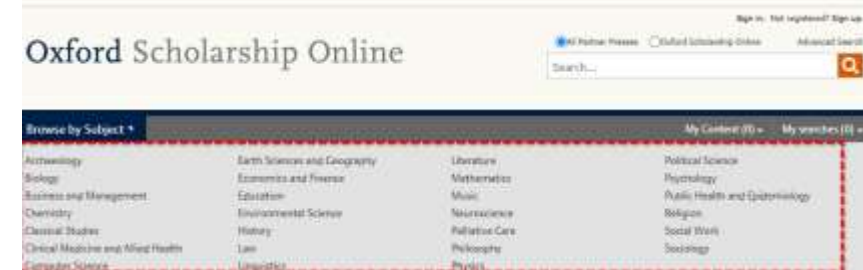 Sign in Not registered? Sign up
Oxford Scholarship Online
All Partner Presses Oxford Scholarship Online Advanced Search
Search...
Browse by Subject
My Content (0) My searches (0)
Archaeology Earth Sciences and Geography Literature Political Science
Biology Economics and Finance Mathematics Psychology
Business and Management Education Music Public Health and Epidemiology
Chemistry Environmental Science Neuroscience Religion
Classical Studies History Palliative Care Social Work
Clinical Medicine and Allied Health Law Philosophy Sociology
Computer Science Linguistics Physics